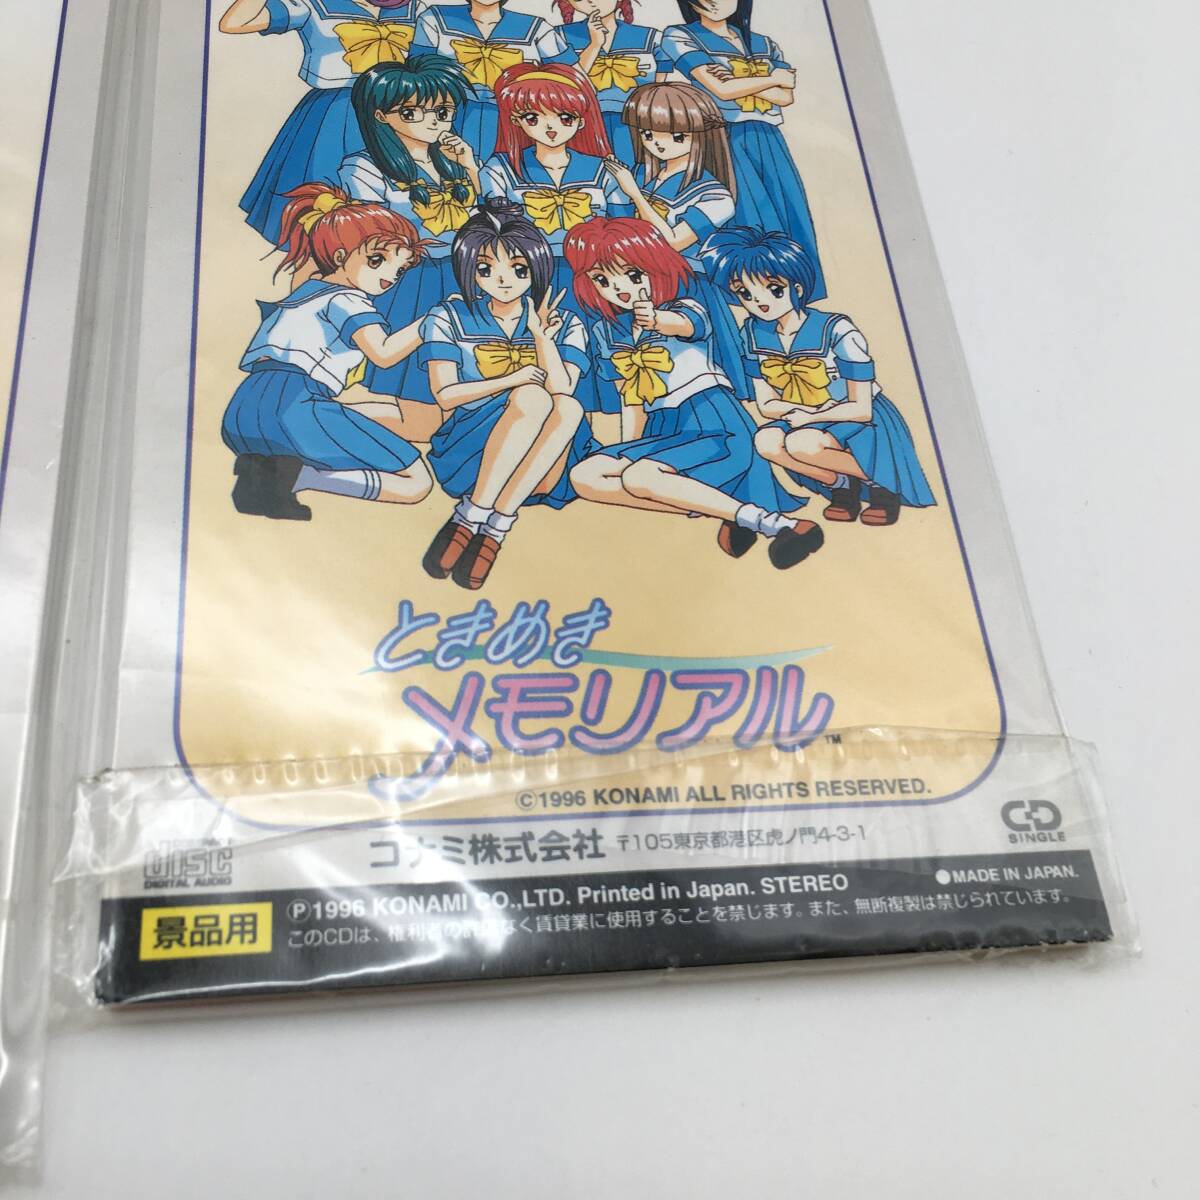 ときめき
メモリアル™
©1996 KONAMI ALL RIGHTS RESERVED.
DISC
DIGITAL AUDIO
コナミ株式会社 〒105東京都港区虎ノ門4-3-1
CD
SINGLE
景品用
Ⓟ1996 KONAMI CO.,LTD. Printed in Japan. STEREO
●MADE IN JAPAN.
このCDは、権利者の許諾なく賃貸業に使用することを禁じます。また、無断複製は禁じられています。